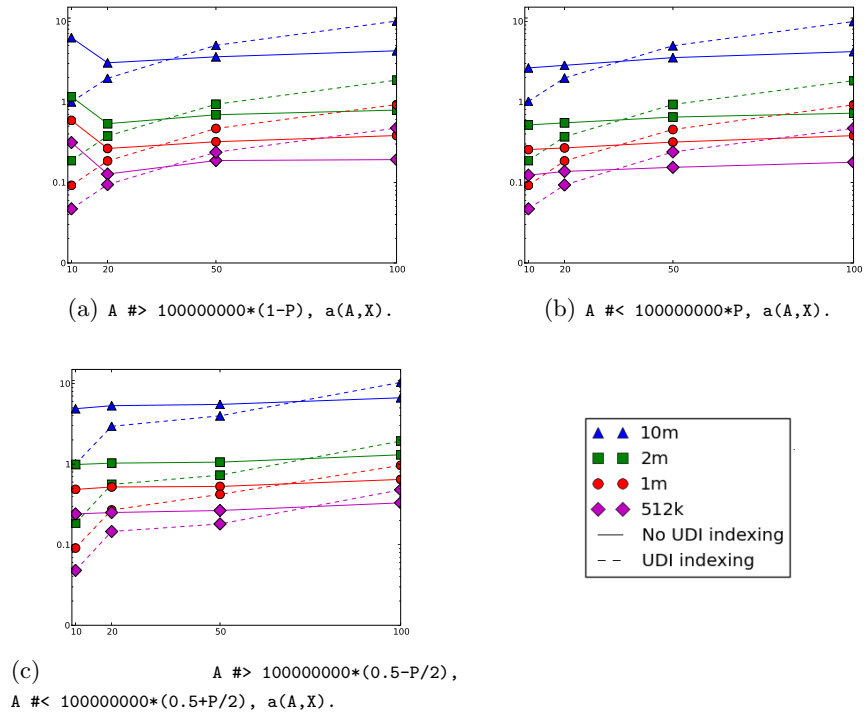 10
1
0.1
0
10 20 50 100
(a) A #> 100000000*(1-P), a(A,X).
10
1
0.1
0
10 20 50 100
(b) A #< 100000000*P, a(A,X).
10
1
0.1
0
10 20 50 100
(c) A #> 100000000*(0.5-P/2),
A #< 100000000*(0.5+P/2), a(A,X).
10m
2m
1m
512k
No UDI indexing
UDI indexing